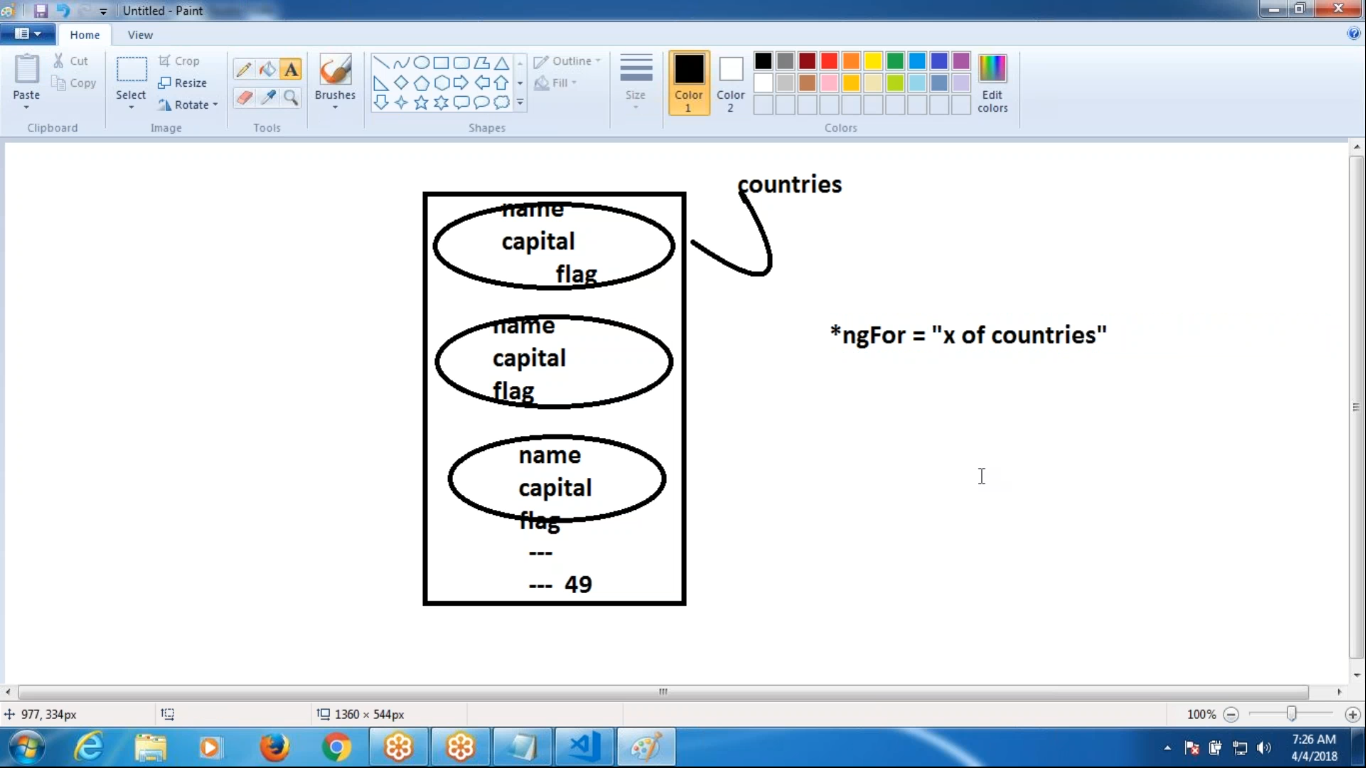 Untitled - Paint
Home View
Paste
Cut
Copy
Clipboard
Select
Crop
Resize
Rotate
Image
A
Tools
Brushes
Shapes
Outline
Fill
Size
Color 1
Color 2
Edit colors
Colors
countries
name
capital
flag
name
capital
flag
*ngFor = "x of countries"
name
capital
flag
---
--- 49
977, 334px
1360 × 544px
100%
7:26 AM
4/4/2018